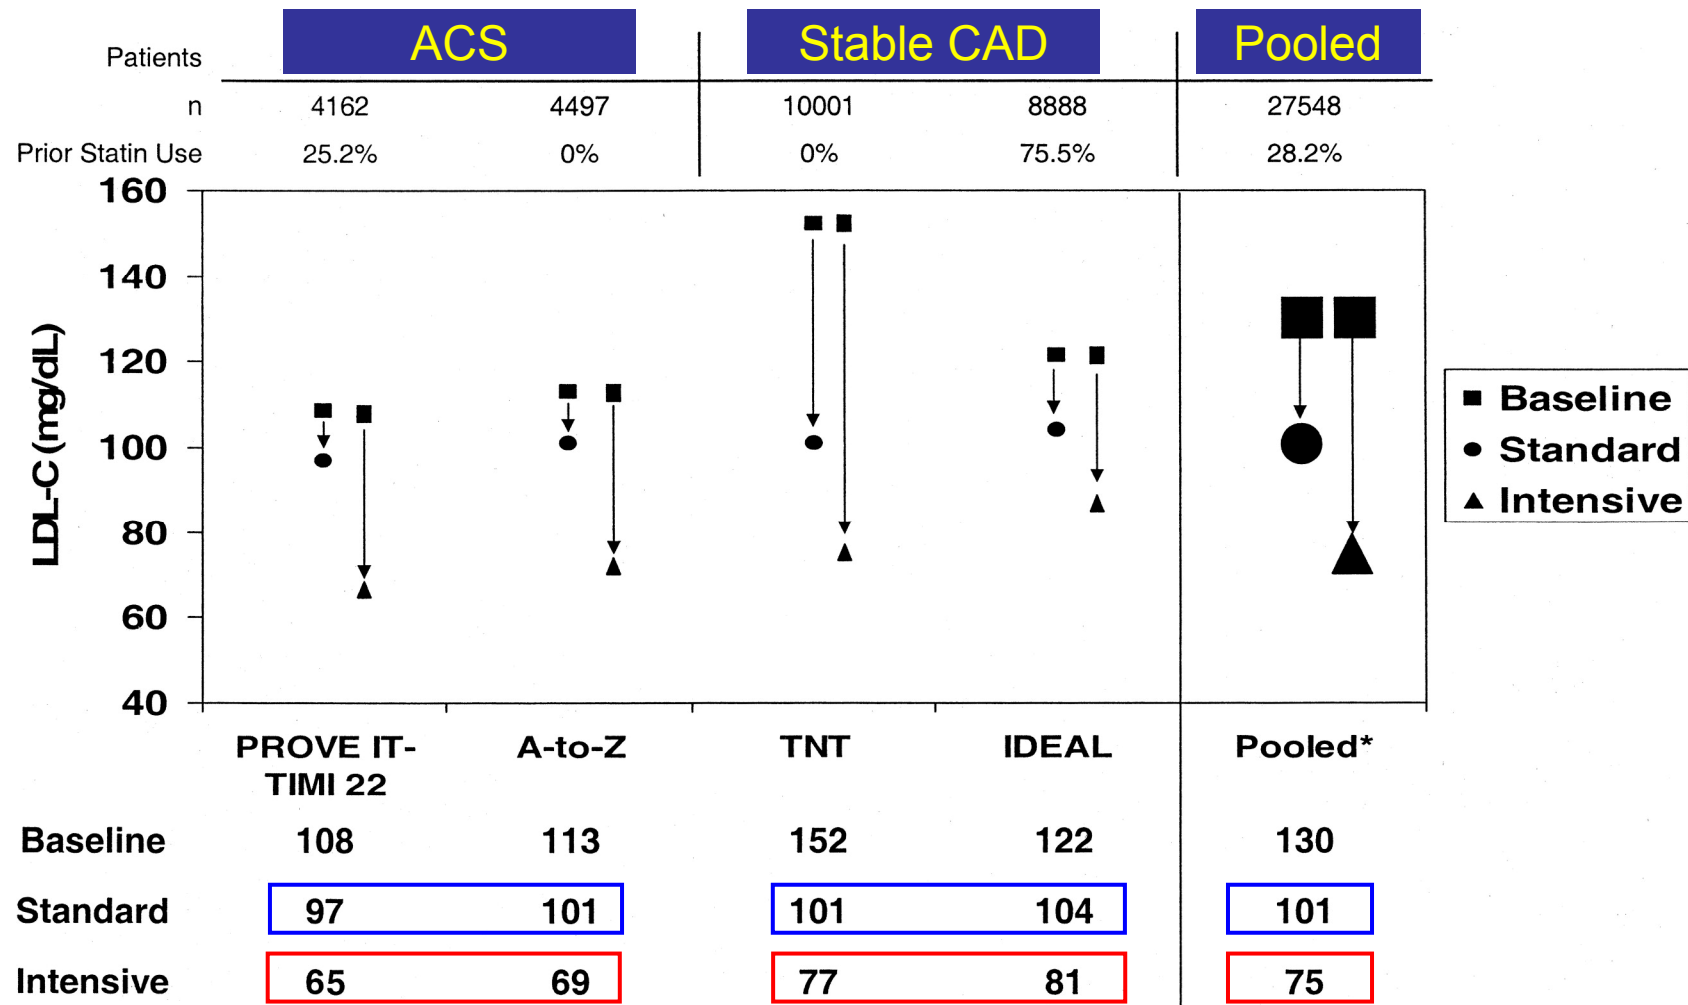 Patients ACS Stable CAD Pooled
n 4162 4497 10001 8888 27548
Prior Statin Use 25.2% 0% 0% 75.5% 28.2%
160
140
120
100
80
60
40
LDL-C (mg/dL)
Baseline
Standard
Intensive
PROVE IT- A-to-Z TNT IDEAL Pooled*
TIMI 22
Baseline 108 113 152 122 130
Standard 97 101 101 104 101
Intensive 65 69 77 81 75